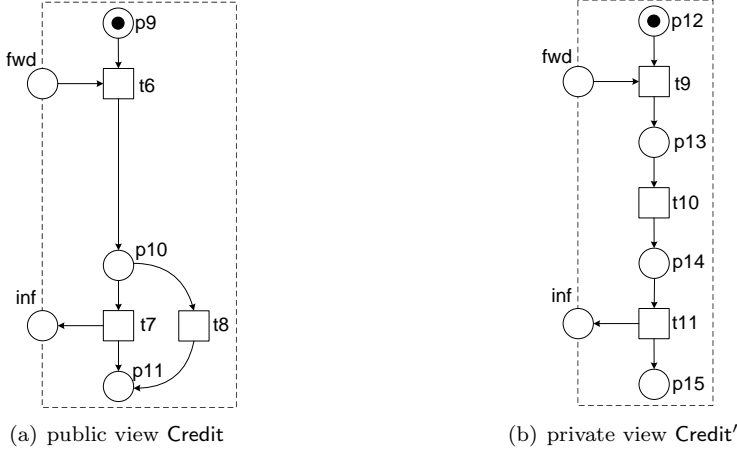 p9
fwd
t6
p10
inf
t7
t8
p11
(a) public view Credit
p12
fwd
t9
p13
t10
p14
inf
t11
p15
(b) private view Credit′